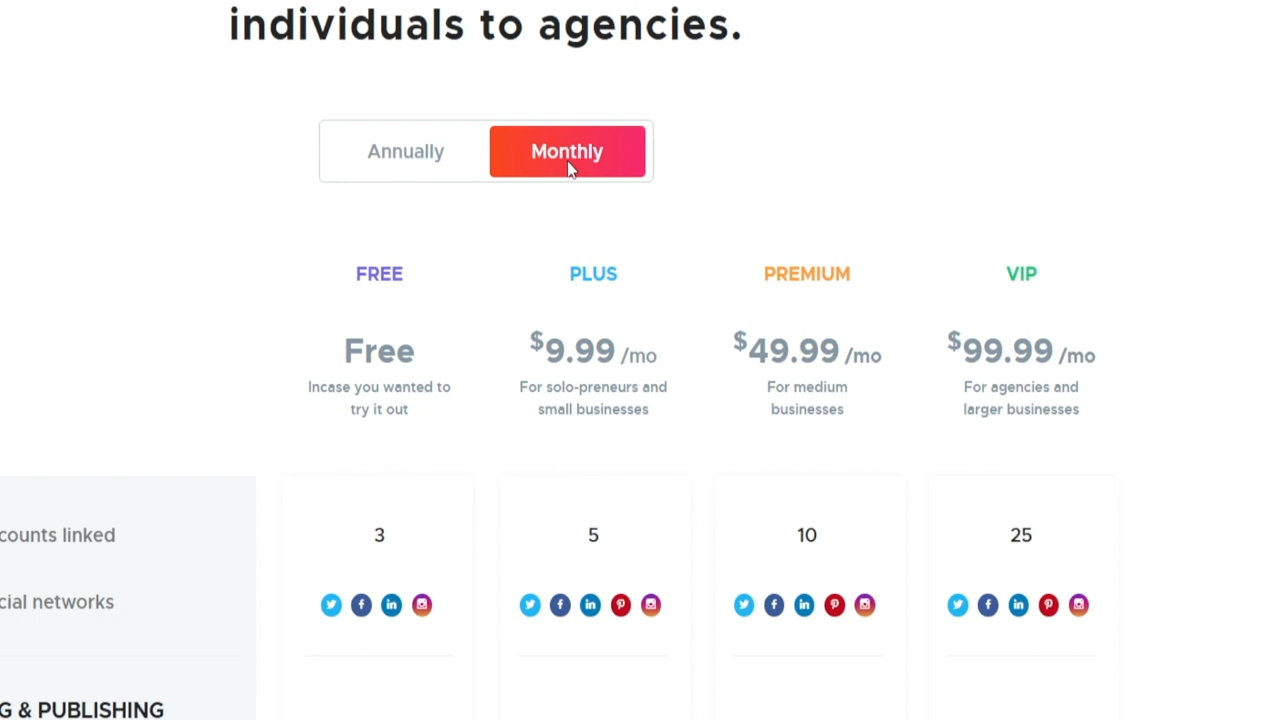 individuals to agencies.
Annually Monthly
FREE PLUS PREMIUM VIP
Free $9.99 /mo $49.99 /mo $99.99 /mo
Incase you wanted to For solo-preneurs and For medium For agencies and
try it out small businesses businesses larger businesses
counts linked 3 5 10 25
cial networks
G & PUBLISHING